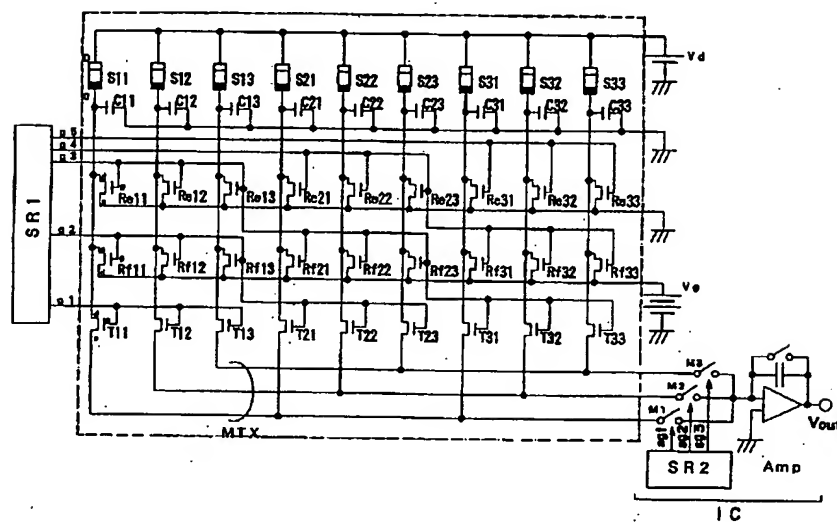 S11 S12 S13 S21 S22 S23 S31 S32 S33
Vd
C11 C12 C13 C21 C22 C23 C31 C32 C33
SR1
g5
g4
g3
Re11 Re12 Re13 Re21 Re22 Re23 Re31 Re32 Re33
g2
Rf11 Rf12 Rf13 Rf21 Rf22 Rf23 Rf31 Rf32 Rf33
g1
T11 T12 T13 T21 T22 T23 T31 T32 T33
MTX
M3
M2
M1
sg1 sg2 sg3
SR2
Amp
Vout
IC